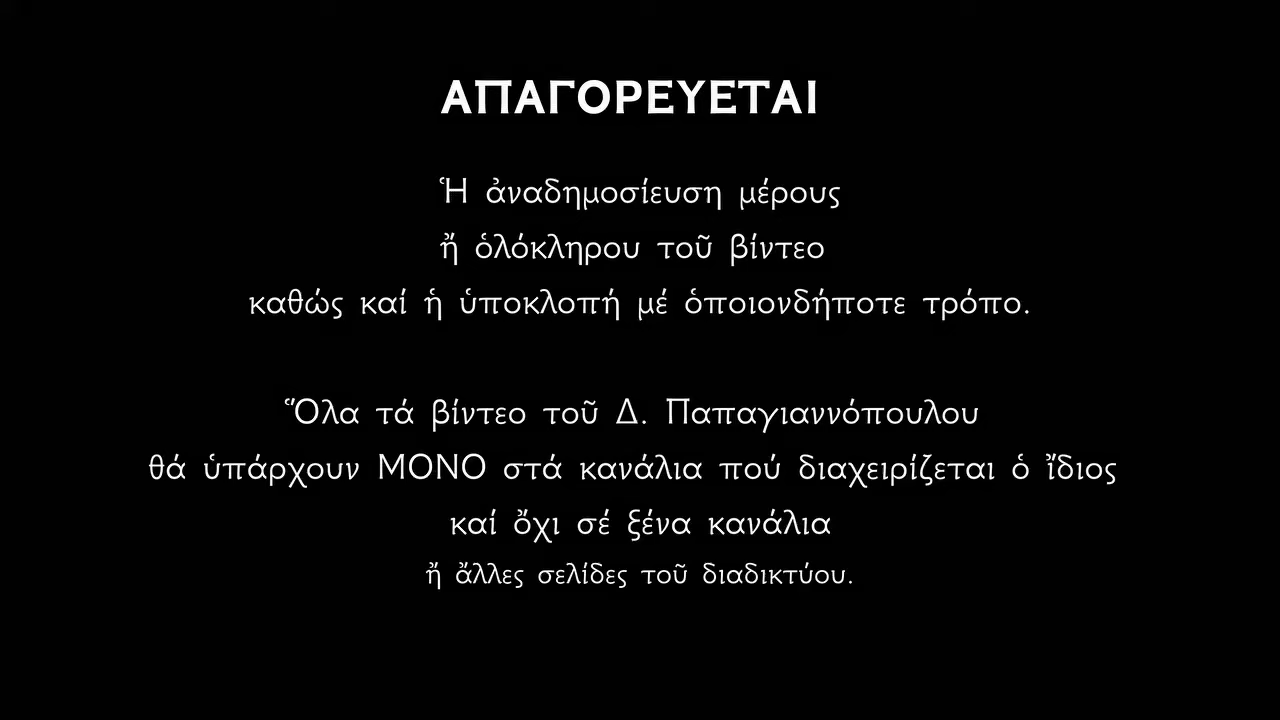 ΑΠΑΓΟΡΕΥΕΤΑΙ
Ἡ ἀναδημοσίευση μέρους
ἤ ὁλόκληρου τοῦ βίντεο
καθώς καί ἡ ὑποκλοπή μέ ὁποιονδήποτε τρόπο.
Ὅλα τά βίντεο τοῦ Δ. Παπαγιαννόπουλου
θά ὑπάρχουν ΜΟΝΟ στά κανάλια πού διαχειρίζεται ὁ ἴδιος
καί ὄχι σέ ξένα κανάλια
ἤ ἄλλες σελίδες τοῦ διαδικτύου.